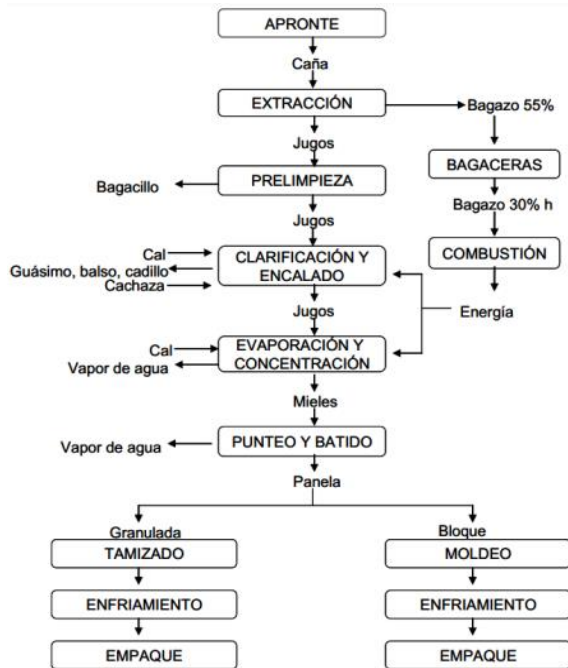 APRONTE
Caña
EXTRACCIÓN
Bagazo 55%
Jugos
BAGACERAS
Bagacillo
PRELIMPIEZA
Bagazo 30% h
Jugos
Cal
Guásimo, balso, cadillo
Cachaza
CLARIFICACIÓN Y
ENCALADO
COMBUSTIÓN
Jugos
Energía
Cal
Vapor de agua
EVAPORACIÓN Y
CONCENTRACIÓN
Mieles
Vapor de agua
PUNTEO Y BATIDO
Panela
Granulada
Bloque
TAMIZADO
MOLDEO
ENFRIAMIENTO
ENFRIAMIENTO
EMPAQUE
EMPAQUE